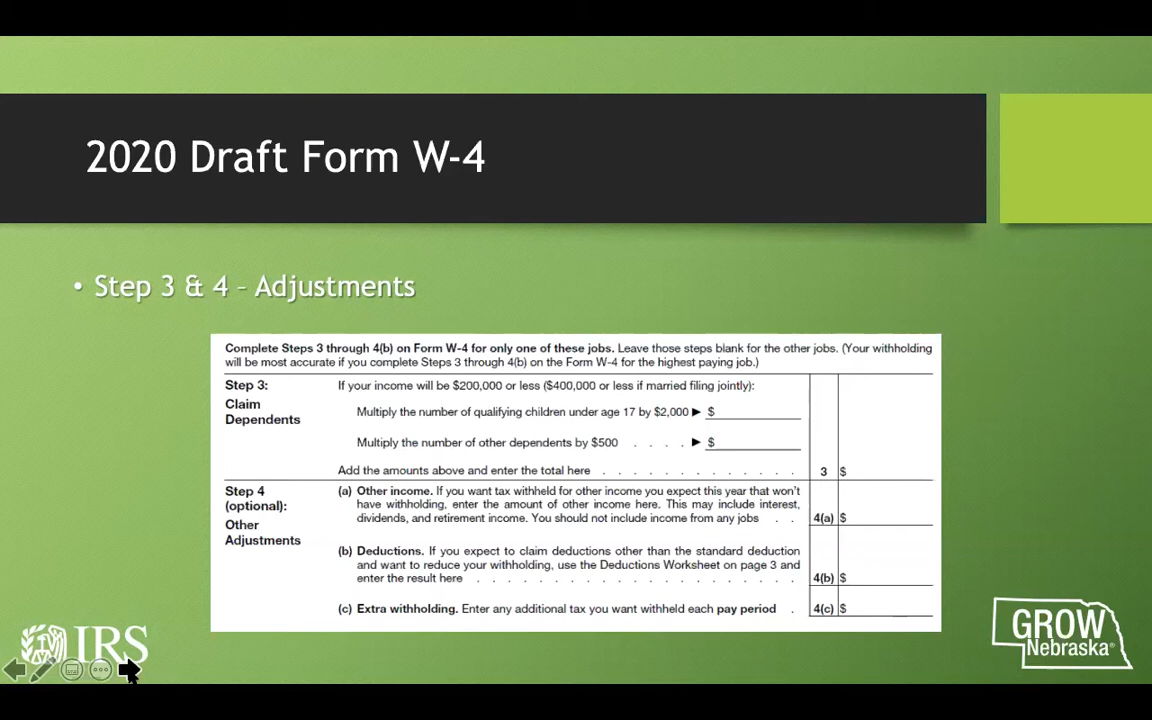 2020 Draft Form W-4
• Step 3 & 4 – Adjustments
Complete Steps 3 through 4(b) on Form W-4 for only one of these jobs. Leave those steps blank for the other jobs. (Your withholding
will be most accurate if you complete Steps 3 through 4(b) on the Form W-4 for the highest paying job.)
Step 3:
Claim
Dependents
If your income will be $200,000 or less ($400,000 or less if married filing jointly):
Multiply the number of qualifying children under age 17 by $2,000 ► $
Multiply the number of other dependents by $500 . . . . ► $
Add the amounts above and enter the total here . . . . . . . . . . . . . 3 $
Step 4
(optional):
Other
Adjustments
(a) Other income. If you want tax withheld for other income you expect this year that won't
have withholding, enter the amount of other income here. This may include interest,
dividends, and retirement income. You should not include income from any jobs . . 4(a) $
(b) Deductions. If you expect to claim deductions other than the standard deduction
and want to reduce your withholding, use the Deductions Worksheet on page 3 and
enter the result here . . . . . . . . . . . . . . . . . 4(b) $
(c) Extra withholding. Enter any additional tax you want withheld each pay period . 4(c) $
IRS
GROW
Nebraska®